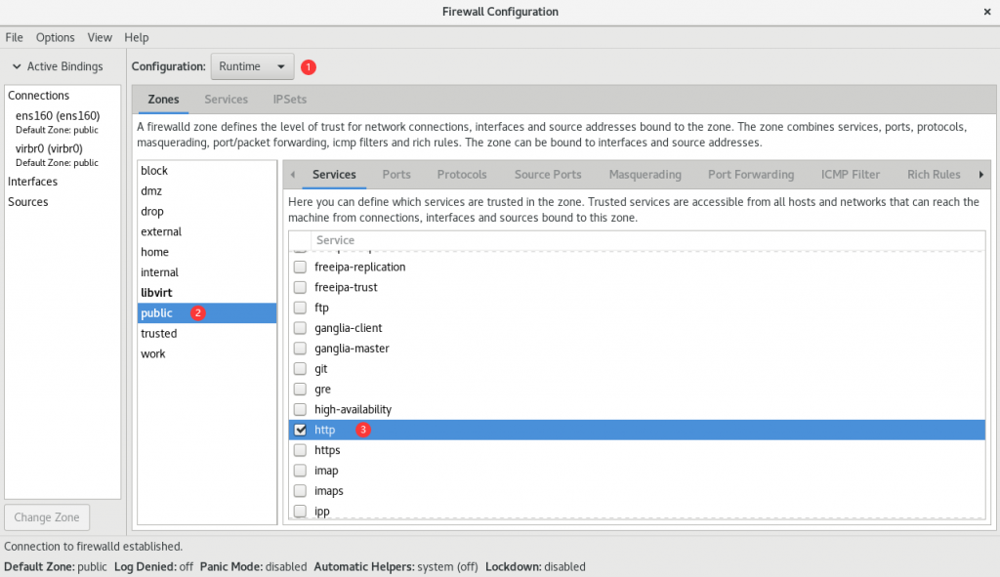 Firewall Configuration
File Options View Help
Active Bindings
Configuration: Runtime 1
Connections
ens160 (ens160)
Default Zone: public
virbr0 (virbr0)
Default Zone: public
Interfaces
Sources
Change Zone
Zones Services IPSets
A firewalld zone defines the level of trust for network connections, interfaces and source addresses bound to the zone. The zone combines services, ports, protocols,
masquerading, port/packet forwarding, icmp filters and rich rules. The zone can be bound to interfaces and source addresses.
block
dmz
drop
external
home
internal
libvirt
public 2
trusted
work
Services Ports Protocols Source Ports Masquerading Port Forwarding ICMP Filter Rich Rules
Here you can define which services are trusted in the zone. Trusted services are accessible from all hosts and networks that can reach the
machine from connections, interfaces and sources bound to this zone.
Service
freeipa-replication
freeipa-trust
ftp
ganglia-client
ganglia-master
git
gre
high-availability
http 3
https
imap
imaps
ipp
Connection to firewalld established.
Default Zone: public Log Denied: off Panic Mode: disabled Automatic Helpers: system (off) Lockdown: disabled